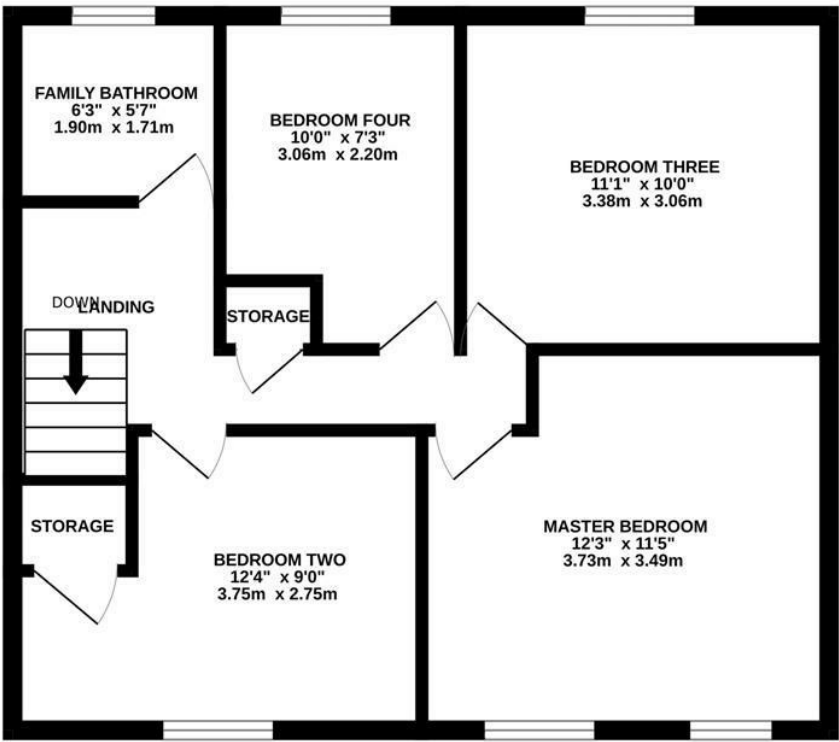 FAMILY BATHROOM
6'3" x 5'7"
1.90m x 1.71m
BEDROOM FOUR
10'0" x 7'3"
3.06m x 2.20m
BEDROOM THREE
11'1" x 10'0"
3.38m x 3.06m
DOWN
LANDING
STORAGE
STORAGE
BEDROOM TWO
12'4" x 9'0"
3.75m x 2.75m
MASTER BEDROOM
12'3" x 11'5"
3.73m x 3.49m